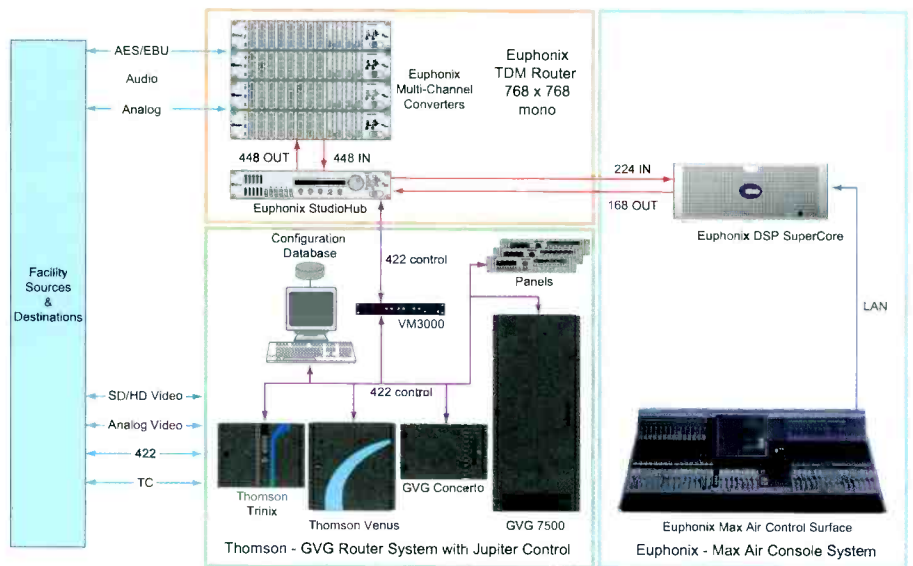 AES/EBU
Audio
Analog
Facility
Sources
&
Destinations
SD/HD Video
Analog Video
422
TC
Euphonix
Multi-Channel
Converters
Euphonix
TDM Router
768 x 768
mono
448 OUT
448 IN
Euphonix StudioHub
224 IN
168 OUT
Euphonix DSP SuperCore
LAN
Configuration
Database
422 control
VM3000
Panels
422 control
Thomson
Trinix
Thomson Venus
GVG Concerto
GVG 7500
Thomson - GVG Router System with Jupiter Control
Euphonix Max Air Control Surface
Euphonix - Max Air Console System